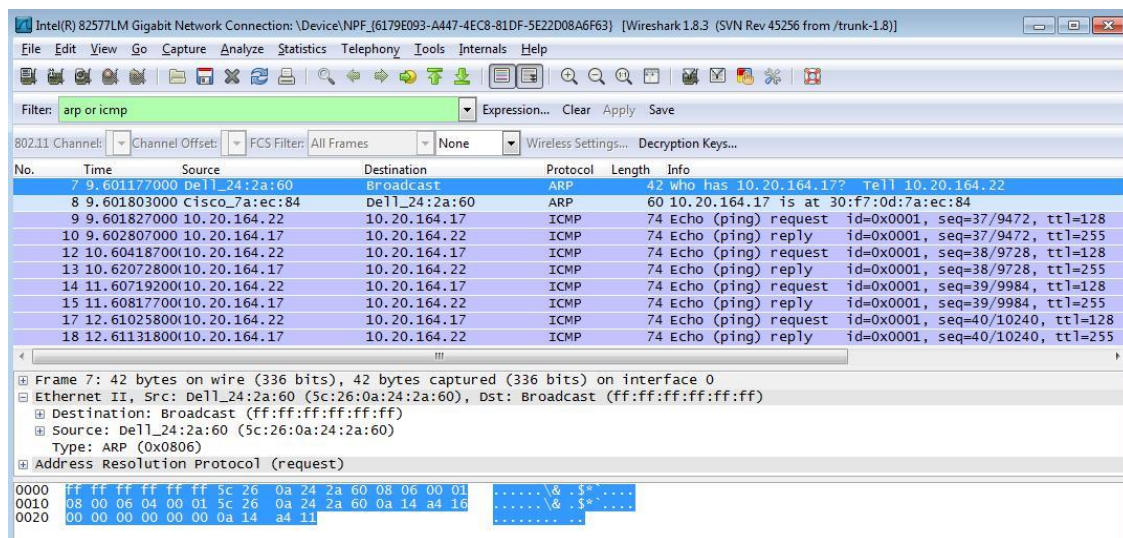 Intel(R) 82577LM Gigabit Network Connection: \Device\NPF_{6179E093-A447-4EC8-81DF-5E22D08A6F63} [Wireshark 1.8.3 (SVN Rev 45256 from /trunk-1.8)]
File Edit View Go Capture Analyze Statistics Telephony Tools Internals Help
Filter: arp or icmp Expression... Clear Apply Save
802.11 Channel: Channel Offset: FCS Filter: All Frames None Wireless Settings... Decryption Keys...
No. Time Source Destination Protocol Length Info
7 9.601177000 Dell_24:2a:60 Broadcast ARP 42 Who has 10.20.164.17? Tell 10.20.164.22
8 9.601803000 Cisco_7a:ec:84 Dell_24:2a:60 ARP 60 10.20.164.17 is at 30:f7:0d:7a:ec:84
9 9.601827000 10.20.164.22 10.20.164.17 ICMP 74 Echo (ping) request id=0x0001, seq=37/9472, ttl=128
10 9.602807000 10.20.164.17 10.20.164.22 ICMP 74 Echo (ping) reply id=0x0001, seq=37/9472, ttl=255
12 10.60418700(10.20.164.22 10.20.164.17 ICMP 74 Echo (ping) request id=0x0001, seq=38/9728, ttl=128
13 10.62072800(10.20.164.17 10.20.164.22 ICMP 74 Echo (ping) reply id=0x0001, seq=38/9728, ttl=255
14 11.60719200(10.20.164.22 10.20.164.17 ICMP 74 Echo (ping) request id=0x0001, seq=39/9984, ttl=128
15 11.60817700(10.20.164.17 10.20.164.22 ICMP 74 Echo (ping) reply id=0x0001, seq=39/9984, ttl=255
17 12.61025800(10.20.164.22 10.20.164.17 ICMP 74 Echo (ping) request id=0x0001, seq=40/10240, ttl=128
18 12.61131800(10.20.164.17 10.20.164.22 ICMP 74 Echo (ping) reply id=0x0001, seq=40/10240, ttl=255
Frame 7: 42 bytes on wire (336 bits), 42 bytes captured (336 bits) on interface 0
Ethernet II, Src: Dell_24:2a:60 (5c:26:0a:24:2a:60), Dst: Broadcast (ff:ff:ff:ff:ff:ff)
Destination: Broadcast (ff:ff:ff:ff:ff:ff)
Source: Dell_24:2a:60 (5c:26:0a:24:2a:60)
Type: ARP (0x0806)
Address Resolution Protocol (request)
0000 ff ff ff ff ff ff 5c 26 0a 24 2a 60 08 06 00 01 ......\& .$*`....
0010 08 00 06 04 00 01 5c 26 0a 24 2a 60 0a 14 a4 16 ......\& .$*`....
0020 00 00 00 00 00 00 0a 14 a4 11 ........ ..